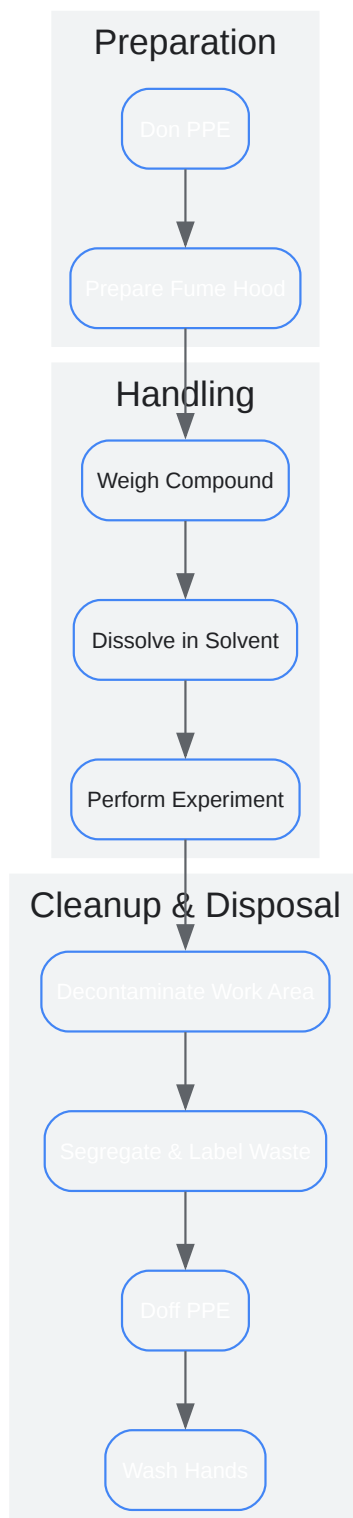 Preparation
Don PPE
Prepare Fume Hood
Handling
Weigh Compound
Dissolve in Solvent
Perform Experiment
Cleanup & Disposal
Decontaminate Work Area
Segregate & Label Waste
Doff PPE
Wash Hands